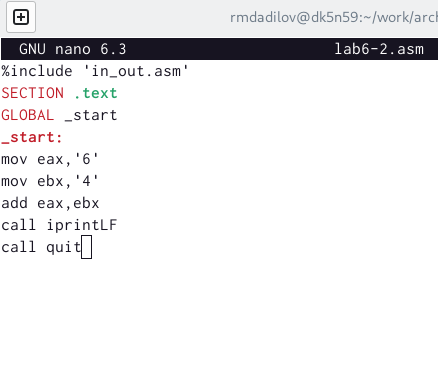 rmdadilov@dk5n59:~/work/arch
GNU nano 6.3 lab6-2.asm
%include 'in_out.asm'
SECTION .text
GLOBAL _start
_start:
mov eax,'6'
mov ebx,'4'
add eax,ebx
call iprintLF
call quit